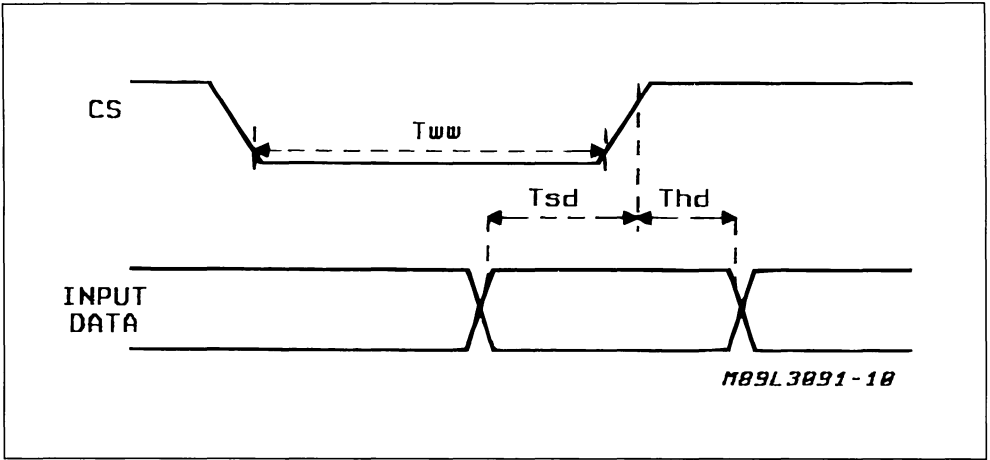 CS
Tww
Tsd Thd
INPUT
DATA
M89L3091-10